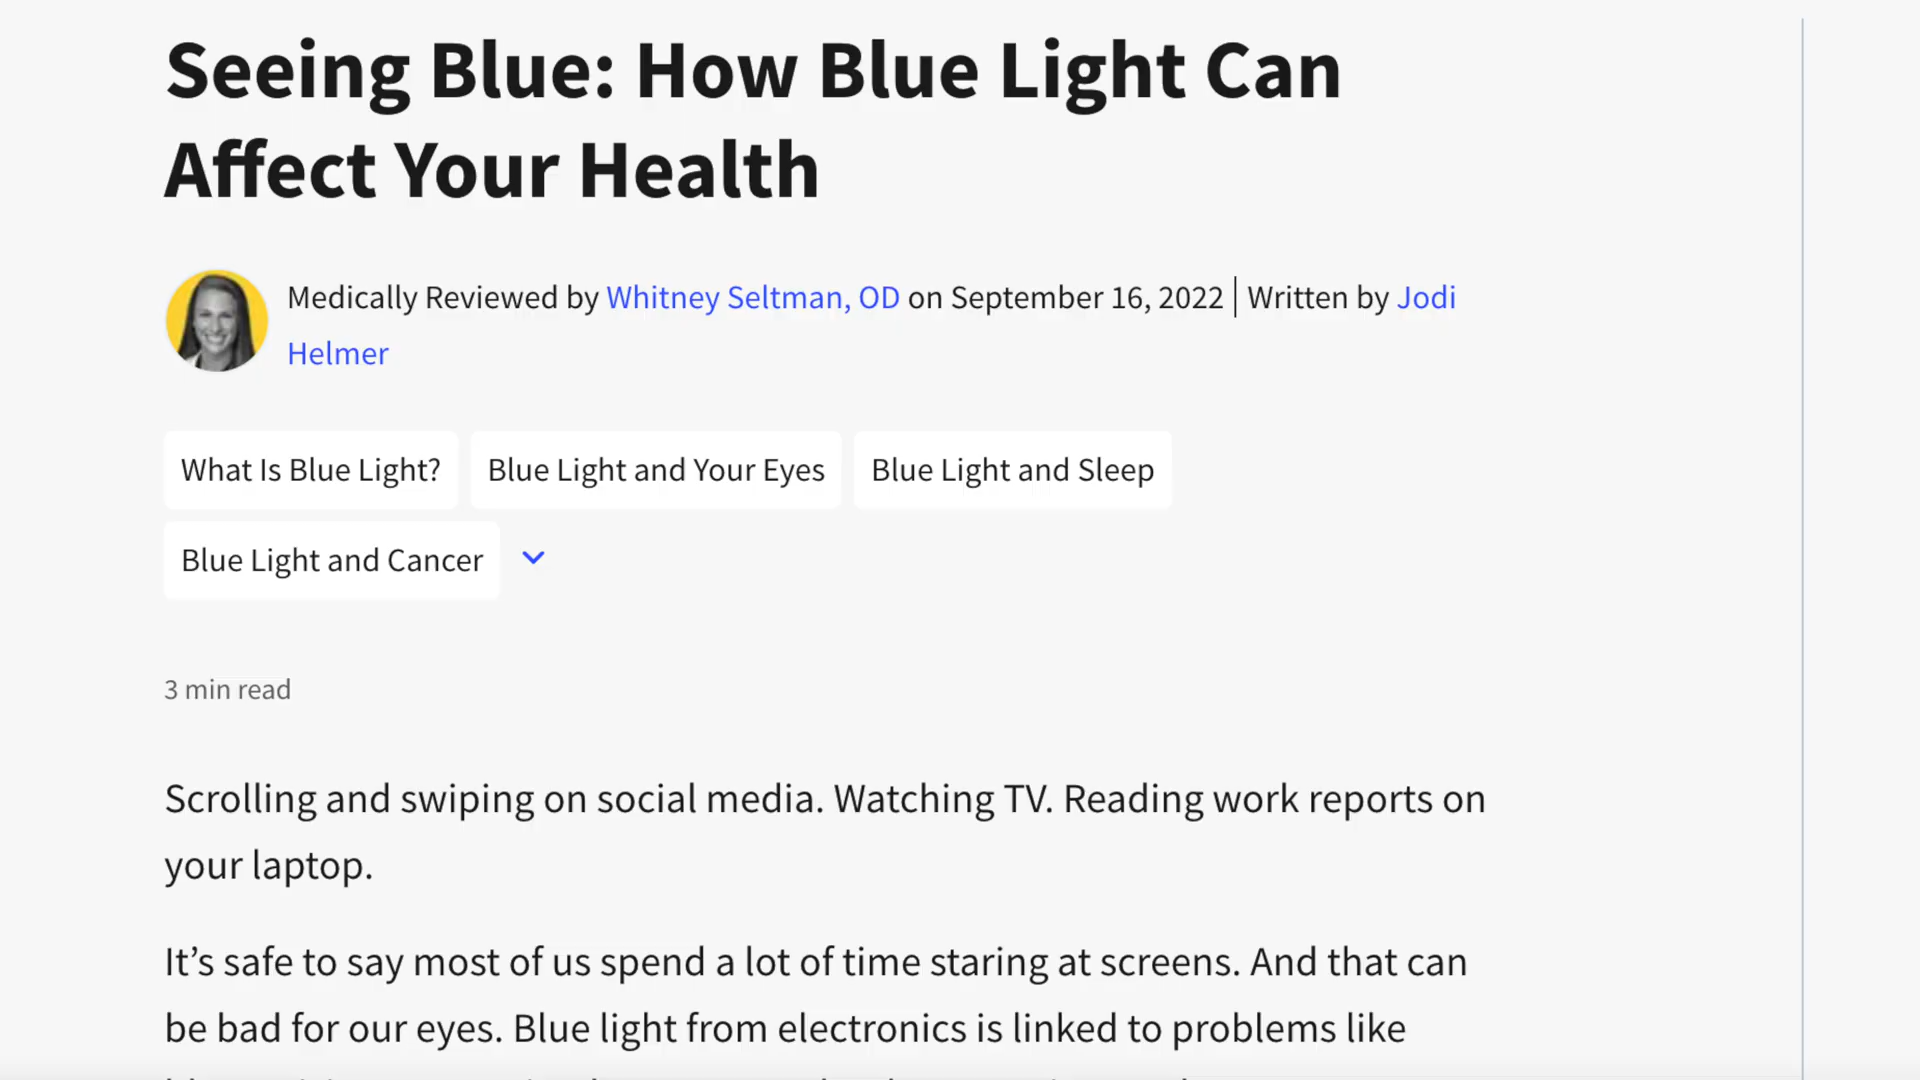 Seeing Blue: How Blue Light Can
Affect Your Health
Medically Reviewed by Whitney Seltman, OD on September 16, 2022 | Written by Jodi
Helmer
What Is Blue Light?
Blue Light and Your Eyes
Blue Light and Sleep
Blue Light and Cancer
3 min read
Scrolling and swiping on social media. Watching TV. Reading work reports on
your laptop.
It’s safe to say most of us spend a lot of time staring at screens. And that can
be bad for our eyes. Blue light from electronics is linked to problems like